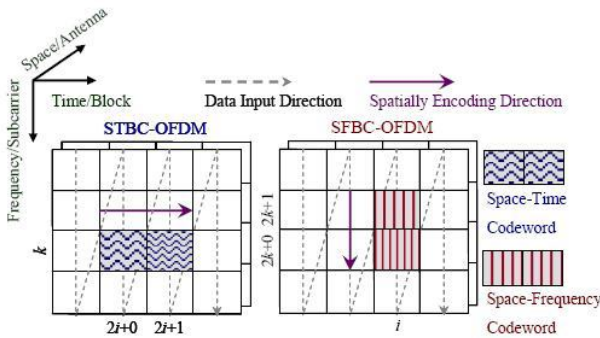 Space/Antenna
Frequency/Subcarrier
Time/Block
Data Input Direction
Spatially Encoding Direction
STBC-OFDM
SFBC-OFDM
k
2k+0 2k+1
Space-Time
Codeword
Space-Frequency
Codeword
2i+0 2i+1
i